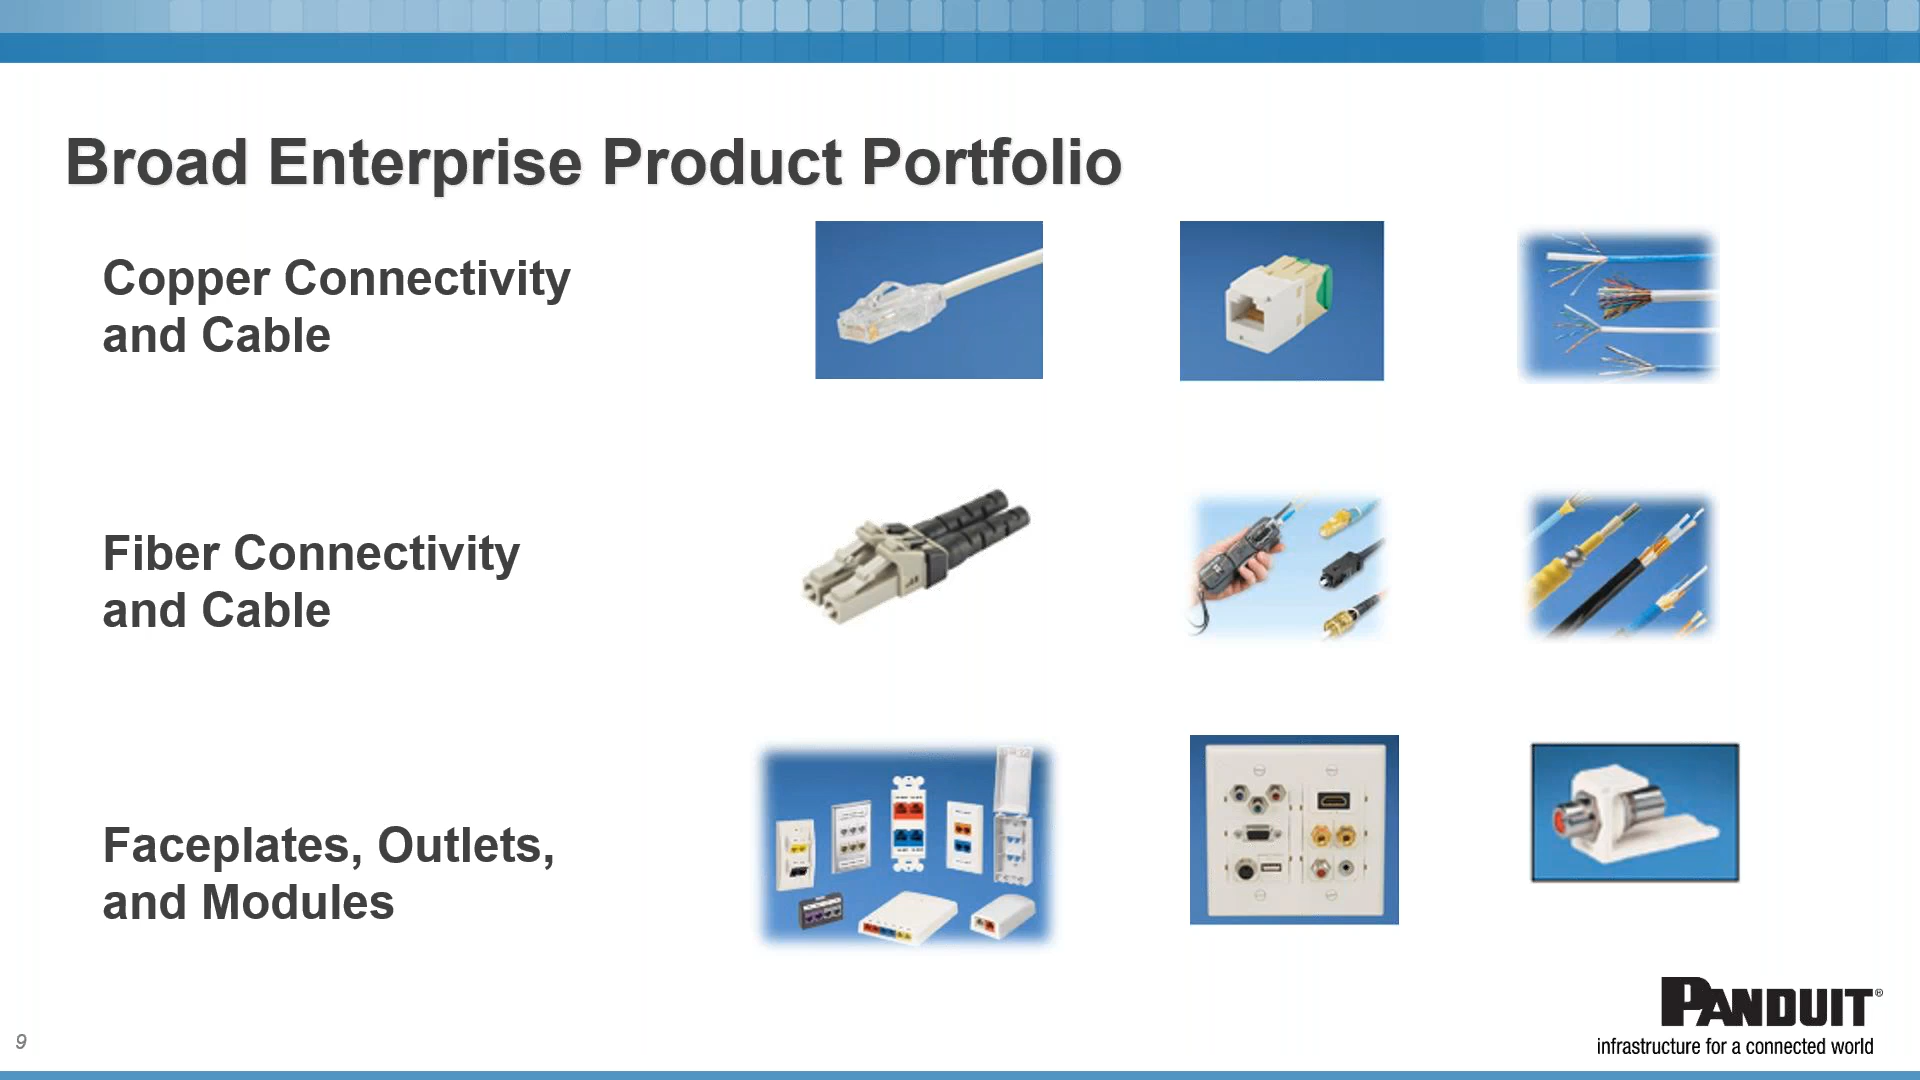 Broad Enterprise Product Portfolio
Copper Connectivity
and Cable
Fiber Connectivity
and Cable
Faceplates, Outlets,
and Modules
PANDUIT®
infrastructure for a connected world
9